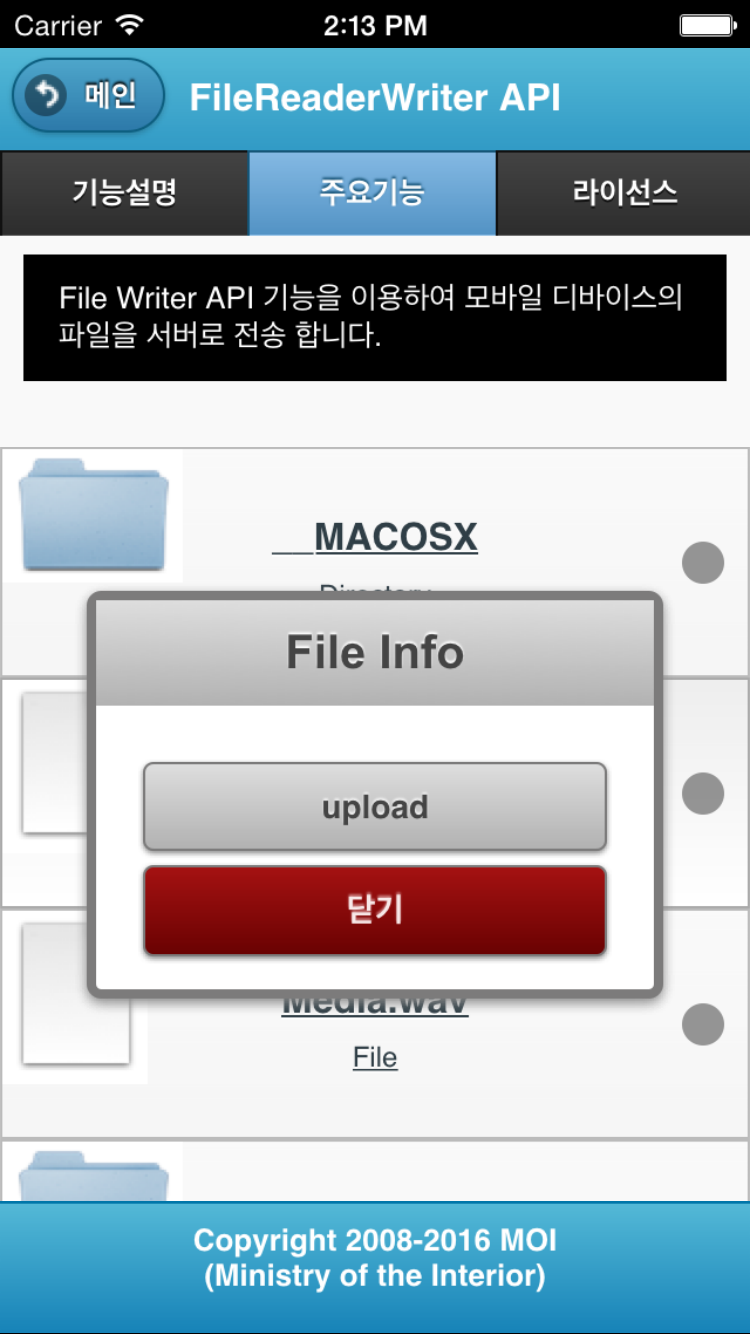 Carrier 2:13 PM
메인 FileReaderWriter API
기능설명 주요기능 라이선스
File Writer API 기능을 이용하여 모바일 디바이스의
파일을 서버로 전송 합니다.
__MACOSX
Directory
File Info
upload
닫기
Media.wav
File
Copyright 2008-2016 MOI
(Ministry of the Interior)